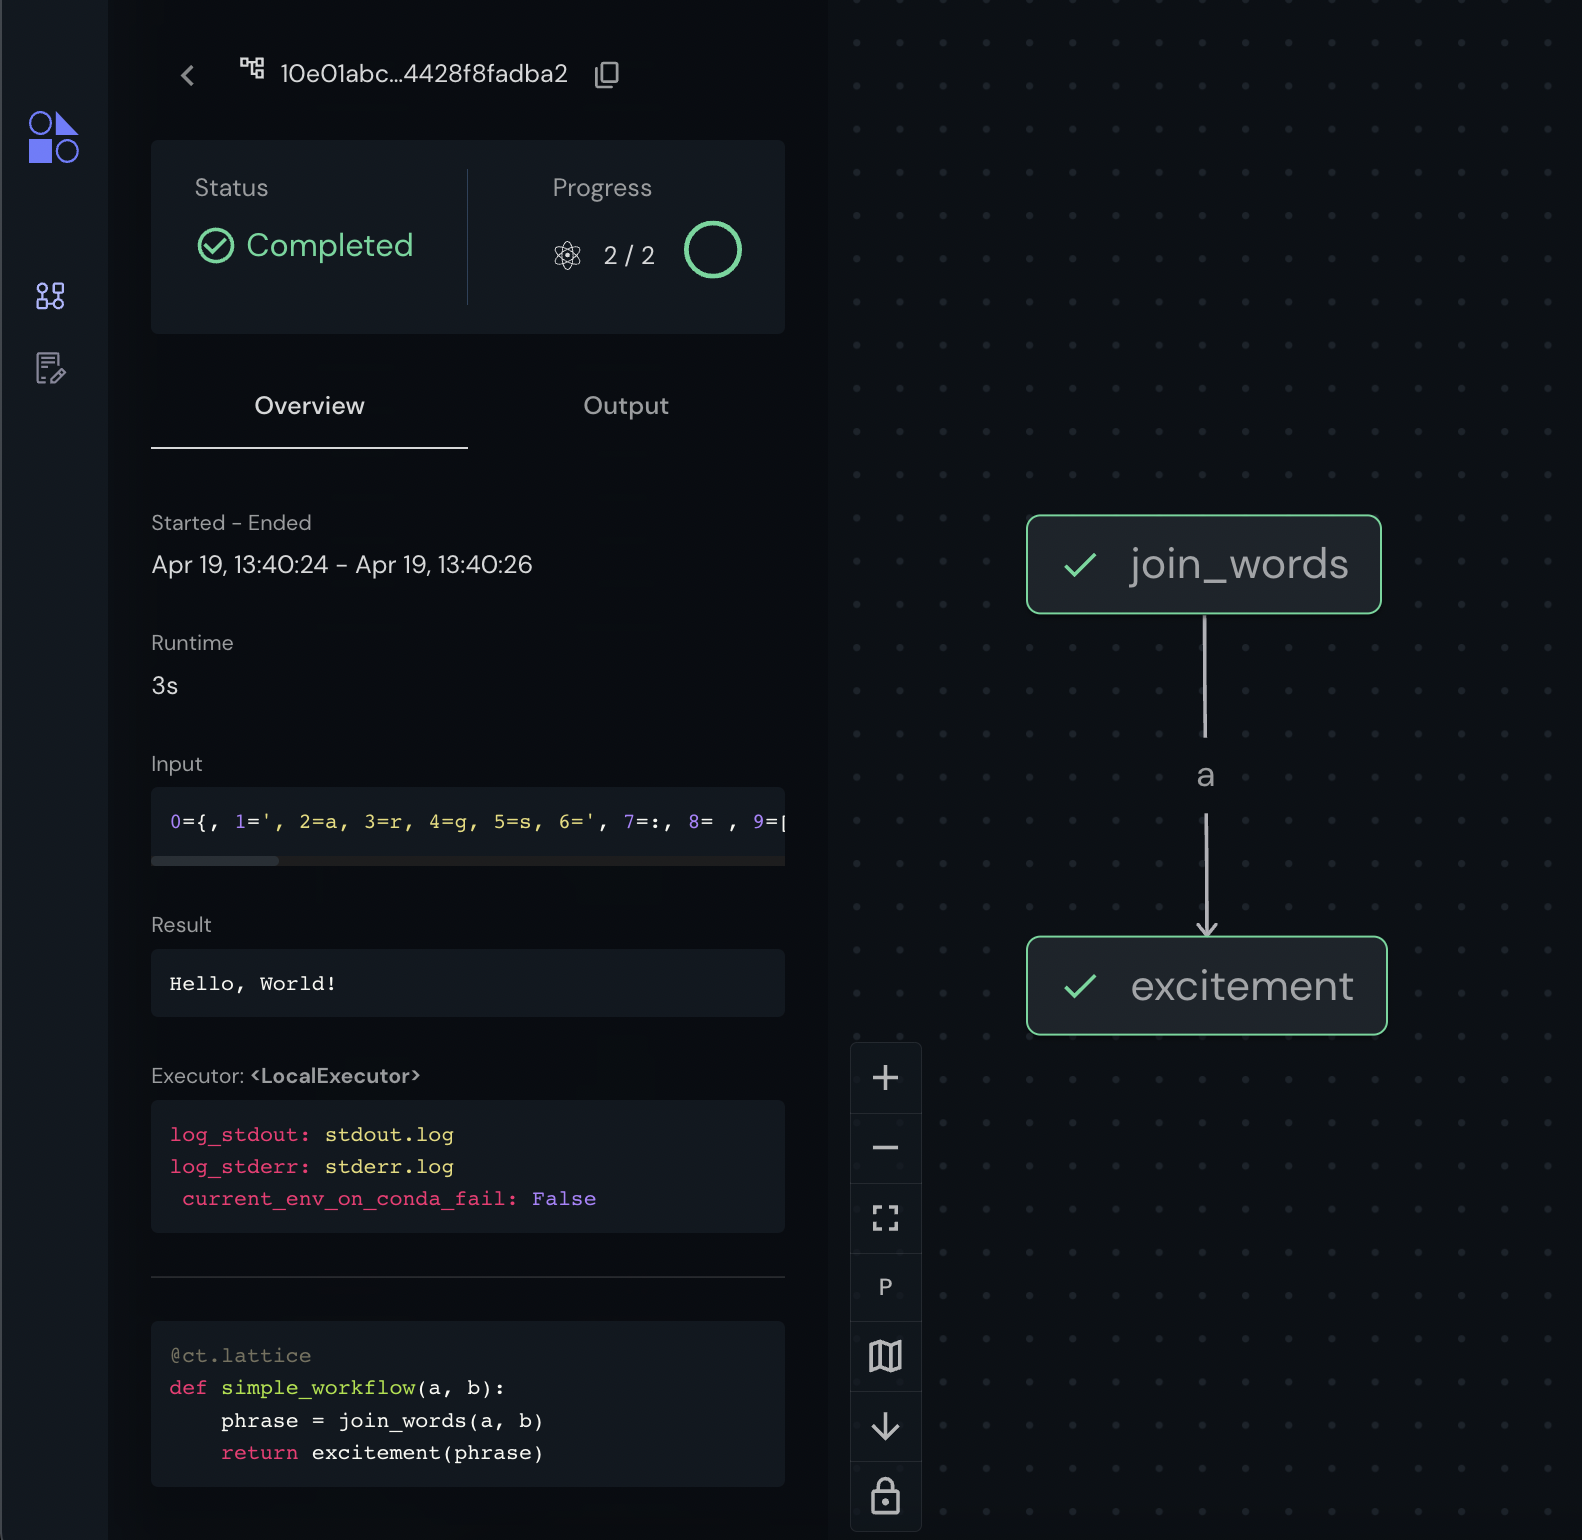 10e01abc...4428f8fadba2
Status
Completed
Progress
2 / 2
Overview
Output
Started - Ended
Apr 19, 13:40:24 - Apr 19, 13:40:26
Runtime
3s
Input
0={, 1=', 2=a, 3=r, 4=g, 5=s, 6=', 7=:, 8= , 9=[
Result
Hello, World!
Executor: <LocalExecutor>
log_stdout: stdout.log
log_stderr: stderr.log
current_env_on_conda_fail: False
@ct.lattice
def simple_workflow(a, b):
    phrase = join_words(a, b)
    return excitement(phrase)
join_words
a
excitement
P